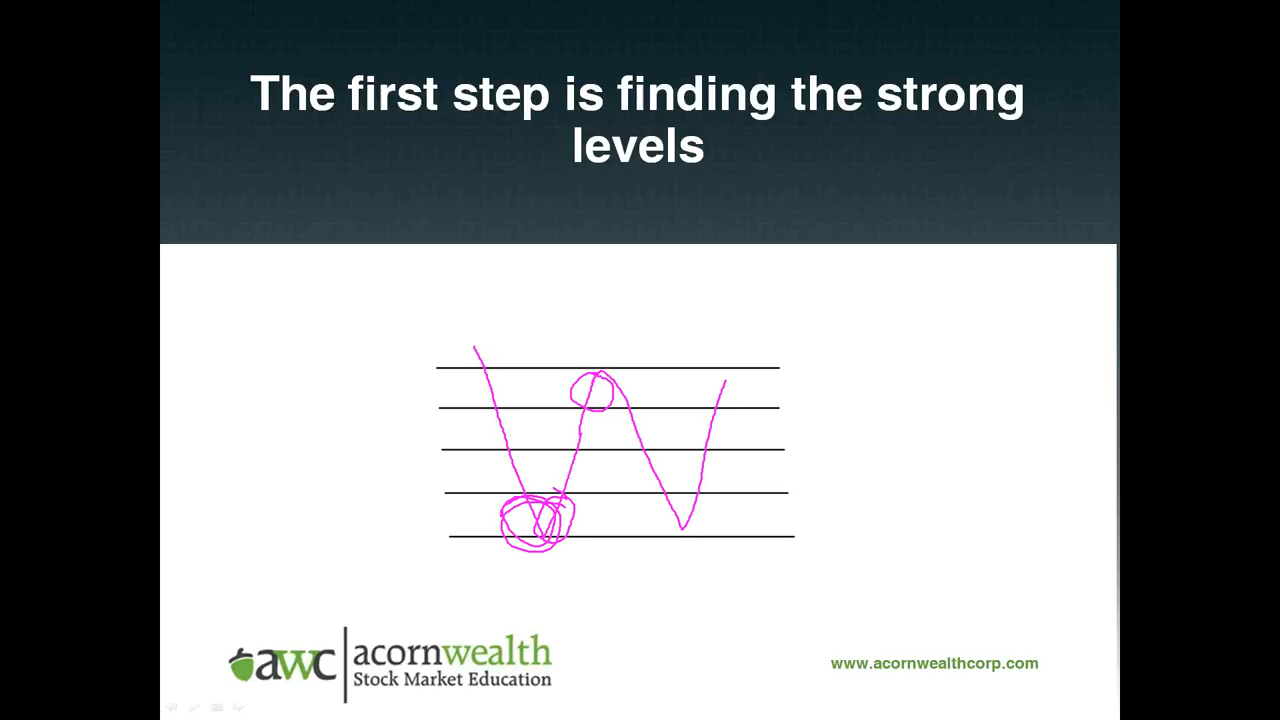 The first step is finding the strong
levels
awc
acornwealth
Stock Market Education
www.acornwealthcorp.com